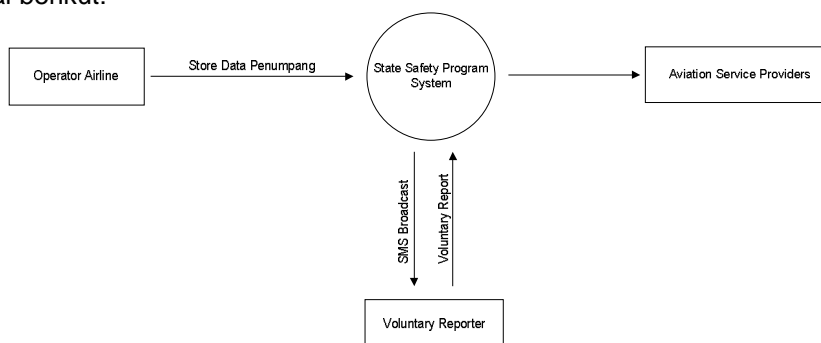 Operator Airline
Store Data Penumpang
State Safety Program
System
Aviation Service Providers
SMS Broadcast
Voluntary Report
Voluntary Reporter